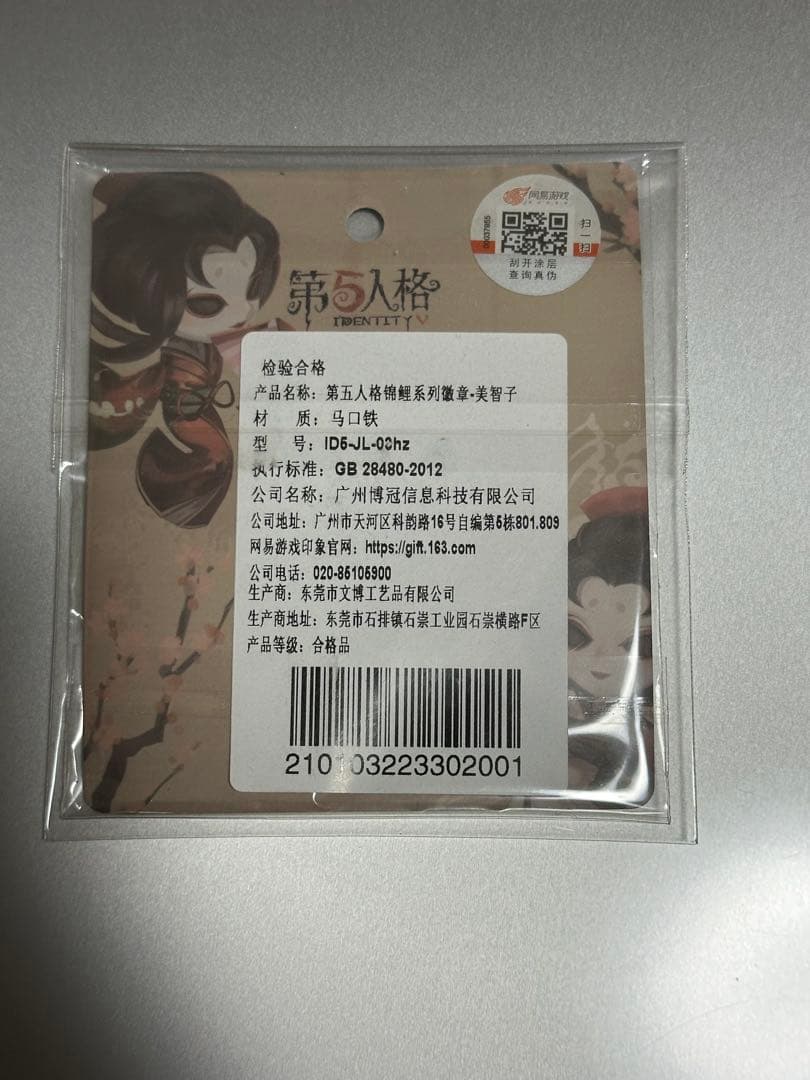 网易游戏
扫一扫
刮开涂层
查询真伪
第5人格
IDENTITY V
检验合格
产品名称：第五人格锦鲤系列徽章-美智子
材 质：马口铁
型 号：ID5-JL-03hz
执行标准：GB 28480-2012
公司名称：广州博冠信息科技有限公司
公司地址：广州市天河区科韵路16号自编第5栋801.809
网易游戏印象官网：https://gift.163.com
公司电话：020-85105900
生产商：东莞市文博工艺品有限公司
生产商地址：东莞市石排镇石崇工业园石崇横路F区
产品等级：合格品
210103223302001